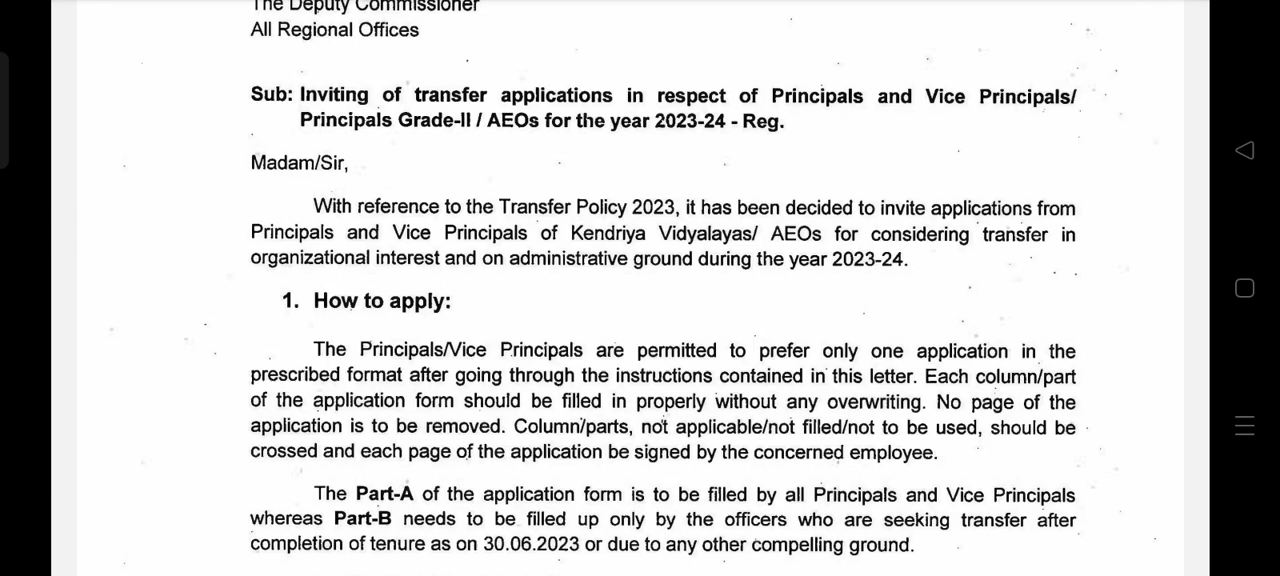 The Deputy Commissioner
All Regional Offices
Sub: Inviting of transfer applications in respect of Principals and Vice Principals/
Principals Grade-II / AEOs for the year 2023-24 - Reg.
Madam/Sir,
With reference to the Transfer Policy 2023, it has been decided to invite applications from
Principals and Vice Principals of Kendriya Vidyalayas/ AEOs for considering transfer in
organizational interest and on administrative ground during the year 2023-24.
1. How to apply:
The Principals/Vice Principals are permitted to prefer only one application in the
prescribed format after going through the instructions contained in this letter. Each column/part
of the application form should be filled in properly without any overwriting. No page of the
application is to be removed. Column/parts, not applicable/not filled/not to be used, should be
crossed and each page of the application be signed by the concerned employee.
The Part-A of the application form is to be filled by all Principals and Vice Principals
whereas Part-B needs to be filled up only by the officers who are seeking transfer after
completion of tenure as on 30.06.2023 or due to any other compelling ground.